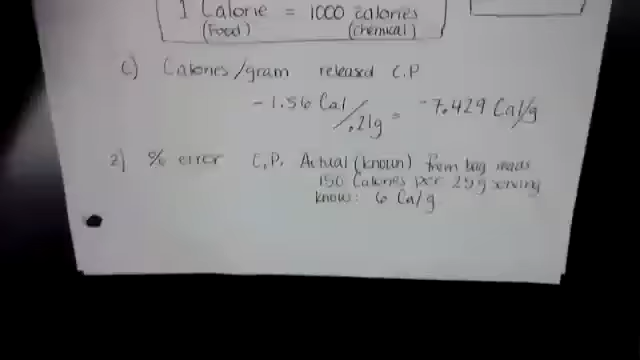 1 Calorie = 1000 calories
(Food) (chemical)
c) Calories/gram released C.P
-1.56 Cal/.21g = -7.429 Cal/g
2) % error C.P. Actual (known) from bag reads
150 Calories per 25g serving
know: 6 Cal/g